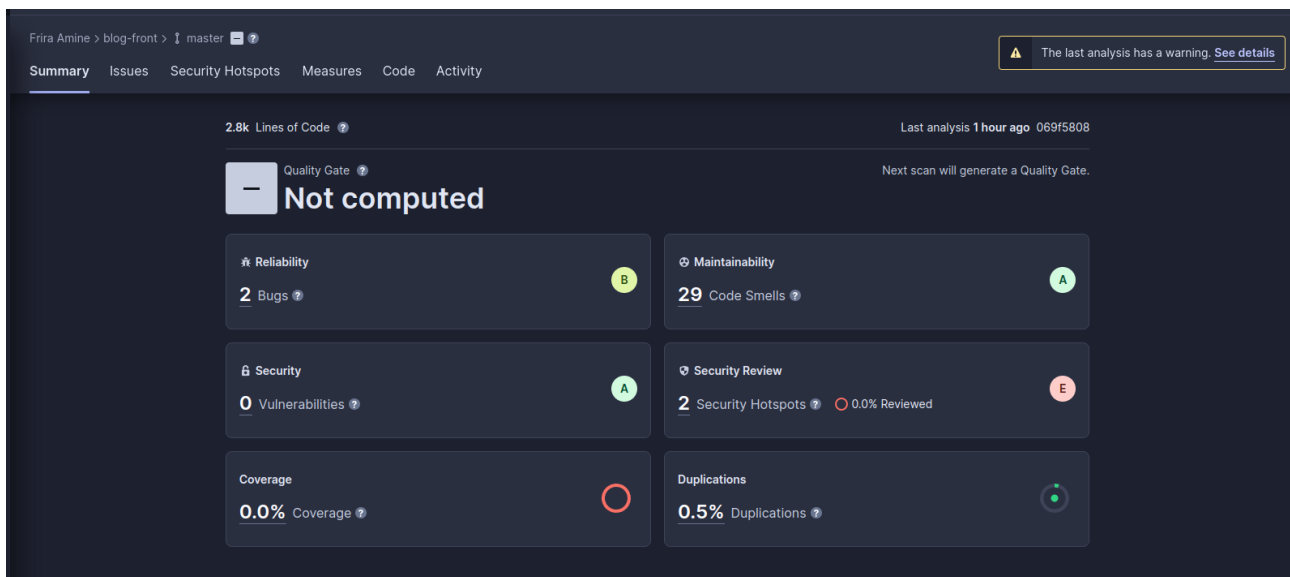 Frira Amine > blog-front > master
The last analysis has a warning. See details
Summary Issues Security Hotspots Measures Code Activity
2.8k Lines of Code ?
Last analysis 1 hour ago 069f5808
Quality Gate ?
Not computed
Next scan will generate a Quality Gate.
Reliability
2 Bugs ?
B
Maintainability
29 Code Smells ?
A
Security
0 Vulnerabilities ?
A
Security Review
2 Security Hotspots ? 0.0% Reviewed
E
Coverage
0.0% Coverage ?
Duplications
0.5% Duplications ?